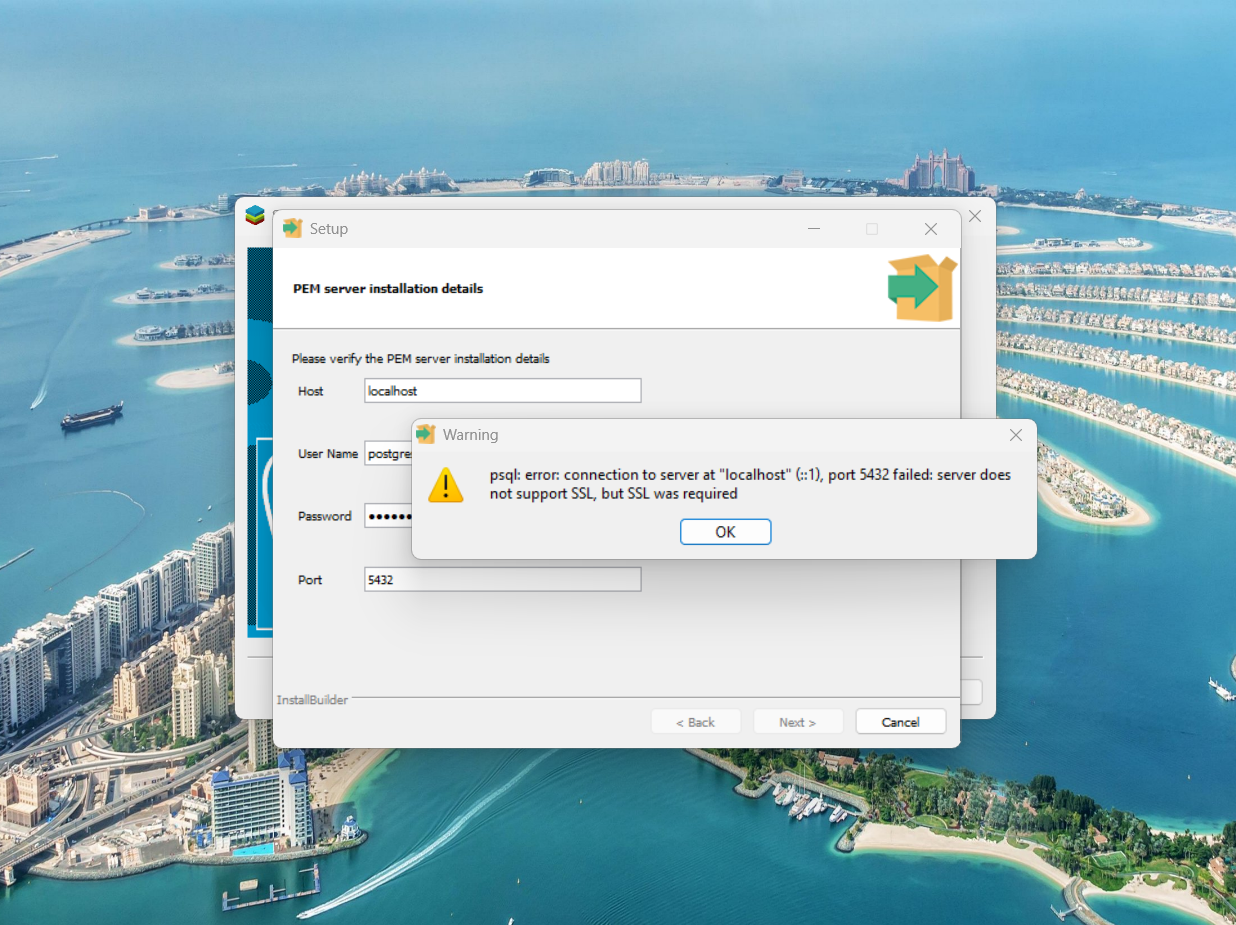 Setup
PEM server installation details
Please verify the PEM server installation details
Host
localhost
Warning
psql: error: connection to server at "localhost" (::1), port 5432 failed: server does
not support SSL, but SSL was required
OK
User Name
postgres
Password
Port
5432
InstallBuilder
< Back
Next >
Cancel